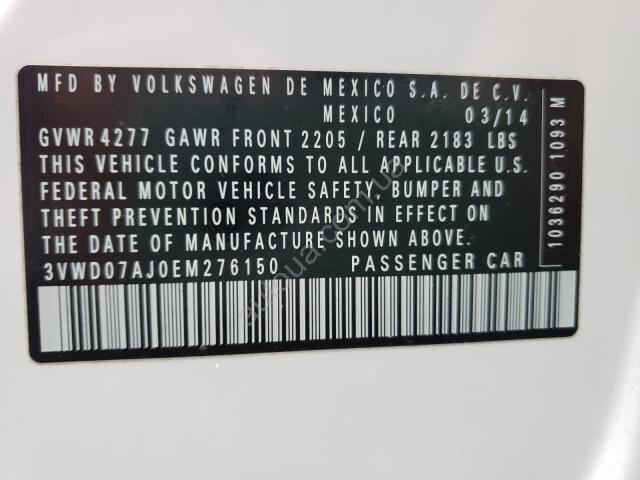 MFD BY VOLKSWAGEN DE MEXICO S.A. DE C.V.
MEXICO 03/14
GVWR 4277 GAWR FRONT 2205 / REAR 2183 LBS
THIS VEHICLE CONFORMS TO ALL APPLICABLE U.S.
FEDERAL MOTOR VEHICLE SAFETY, BUMPER AND
THEFT PREVENTION STANDARDS IN EFFECT ON
THE DATE OF MANUFACTURE SHOWN ABOVE.
3VWD07AJ0EM276150 PASSENGER CAR
1036290 1093 M